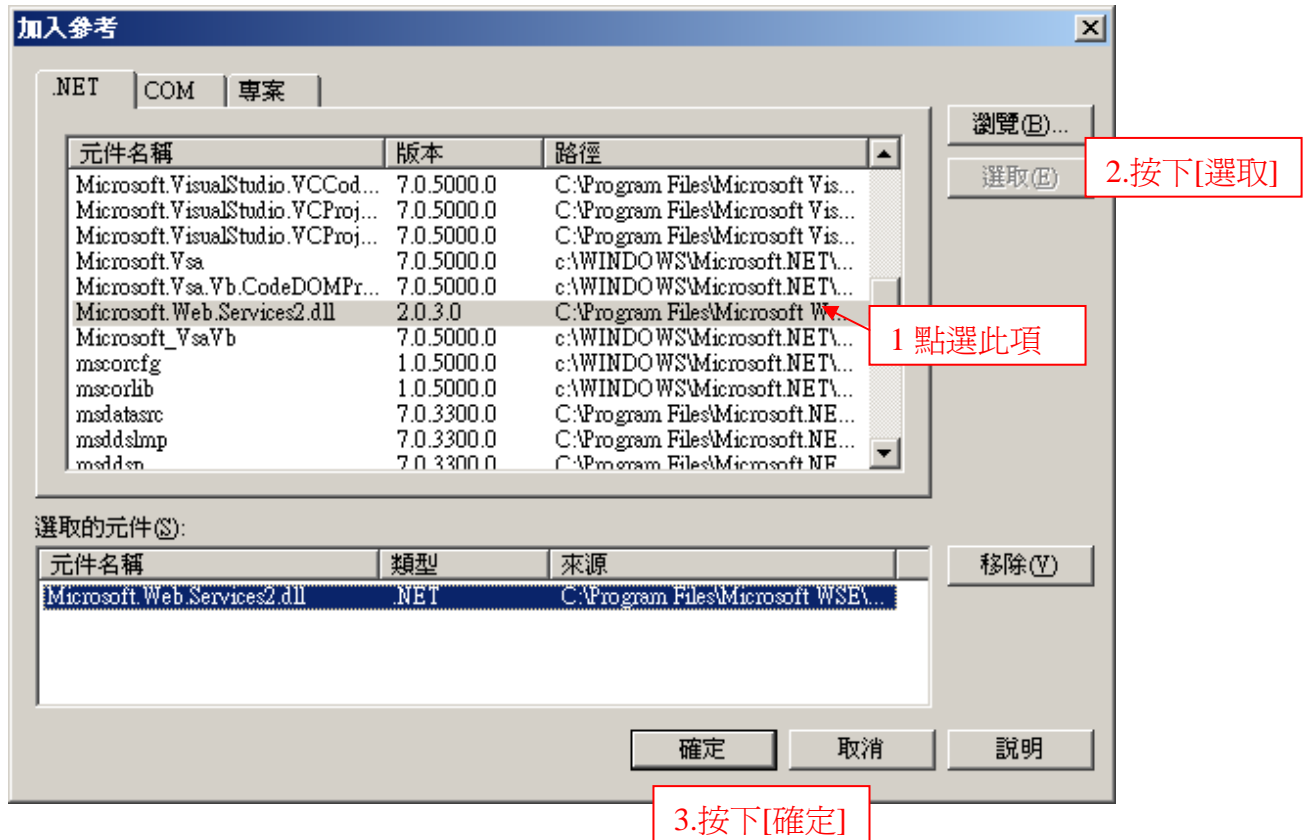 加入參考
.NET COM 專案
瀏覽(B)...
選取(E)
2.按下[選取]
元件名稱 版本 路徑
Microsoft.VisualStudio.VCCod... 7.0.5000.0 C:\Program Files\Microsoft Vis...
Microsoft.VisualStudio.VCProj... 7.0.5000.0 C:\Program Files\Microsoft Vis...
Microsoft.VisualStudio.VCProj... 7.0.5000.0 C:\Program Files\Microsoft Vis...
Microsoft.Vsa 7.0.5000.0 c:\WINDOWS\Microsoft.NET\...
Microsoft.Vsa.Vb.CodeDOMPr... 7.0.5000.0 c:\WINDOWS\Microsoft.NET\...
Microsoft.Web.Services2.dll 2.0.3.0 C:\Program Files\Microsoft W...
1 點選此項
Microsoft_VsaVb 7.0.5000.0 c:\WINDOWS\Microsoft.NET\...
mscorcfg 1.0.5000.0 c:\WINDOWS\Microsoft.NET\...
mscorlib 1.0.5000.0 c:\WINDOWS\Microsoft.NET\...
msdatasrc 7.0.3300.0 C:\Program Files\Microsoft.NE...
msddslmp 7.0.3300.0 C:\Program Files\Microsoft.NE...
msddsp 7.0.3300.0 C:\Program Files\Microsoft.NE
選取的元件(S):
元件名稱 類型 來源
移除(V)
Microsoft.Web.Services2.dll .NET C:\Program Files\Microsoft WSE\...
確定 取消 說明
3.按下[確定]